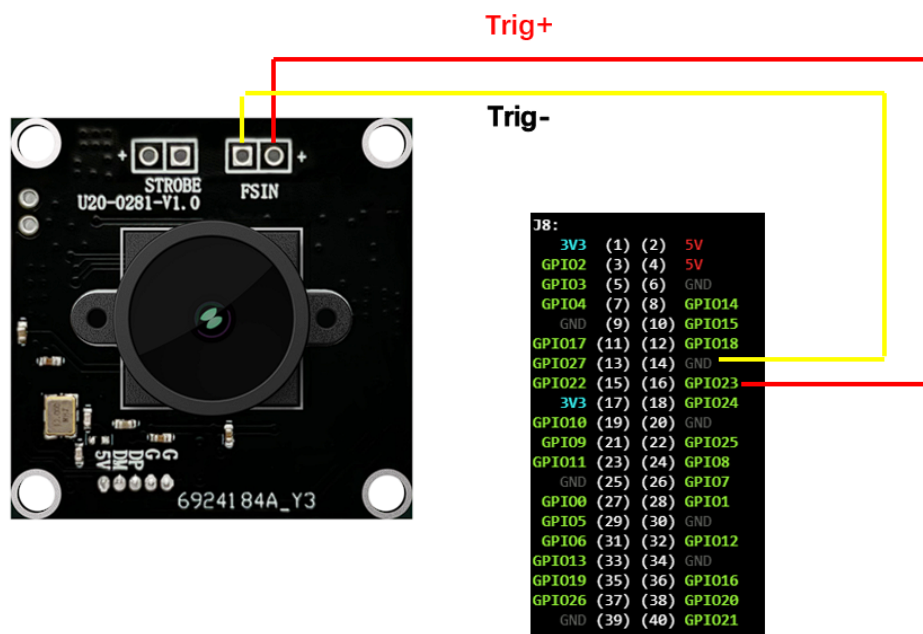 Trig+
Trig-
+ STROBE
FSIN +
U20-0281-V1.0
5V DM DP G G
6924184A_Y3
J8:
3V3 (1) (2) 5V
GPIO2 (3) (4) 5V
GPIO3 (5) (6) GND
GPIO4 (7) (8) GPIO14
GND (9) (10) GPIO15
GPIO17 (11) (12) GPIO18
GPIO27 (13) (14) GND
GPIO22 (15) (16) GPIO23
3V3 (17) (18) GPIO24
GPIO10 (19) (20) GND
GPIO9 (21) (22) GPIO25
GPIO11 (23) (24) GPIO8
GND (25) (26) GPIO7
GPIO0 (27) (28) GPIO1
GPIO5 (29) (30) GND
GPIO6 (31) (32) GPIO12
GPIO13 (33) (34) GND
GPIO19 (35) (36) GPIO16
GPIO26 (37) (38) GPIO20
GND (39) (40) GPIO21